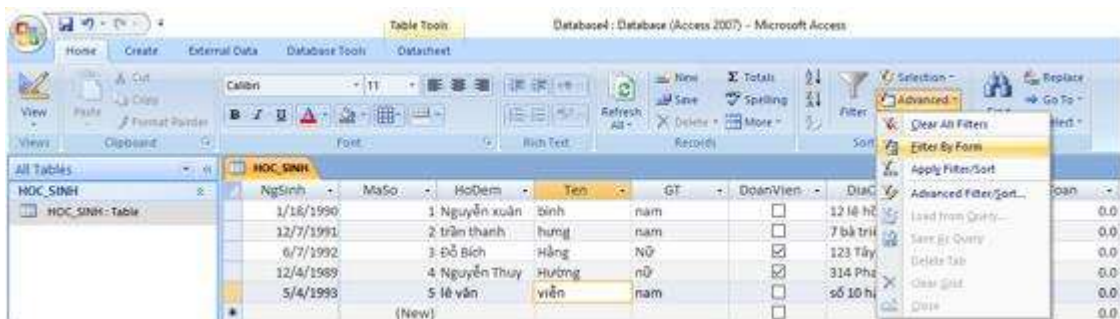 Table Tools Database4 : Database (Access 2007) - Microsoft Access
Home Create External Data Database Tools Datasheet
Cut
Copy
Format Painter
View Paste
Calibri 11
B I U
Refresh All
New
Save
Delete
Totals
Spelling
More
Filter
Selection
Advanced
Replace
Go To
Views Clipboard Font Rich Text Records Sort
Clear All Filters
Filter By Form
Apply Filter/Sort
Advanced Filter/Sort...
Load from Query...
Save As Query
Delete Tab
Clear Grid
Close
All Tables
HOC_SINH
HOC_SINH : Table
HOC_SINH
NgSinh MaSo HoDem Ten GT DoanVien
1/18/1990 1 Nguyễn xuân bình nam 12 lê 0.0
12/7/1991 2 trần thanh hưng nam 7 bà 0.0
6/7/1992 3 Đỗ Bích Hằng Nữ 123 Tây 0.0
12/4/1989 4 Nguyễn Thuy Hường nữ 314 0.0
5/4/1993 5 lê văn viễn nam số 10 0.0
(New) 0.0